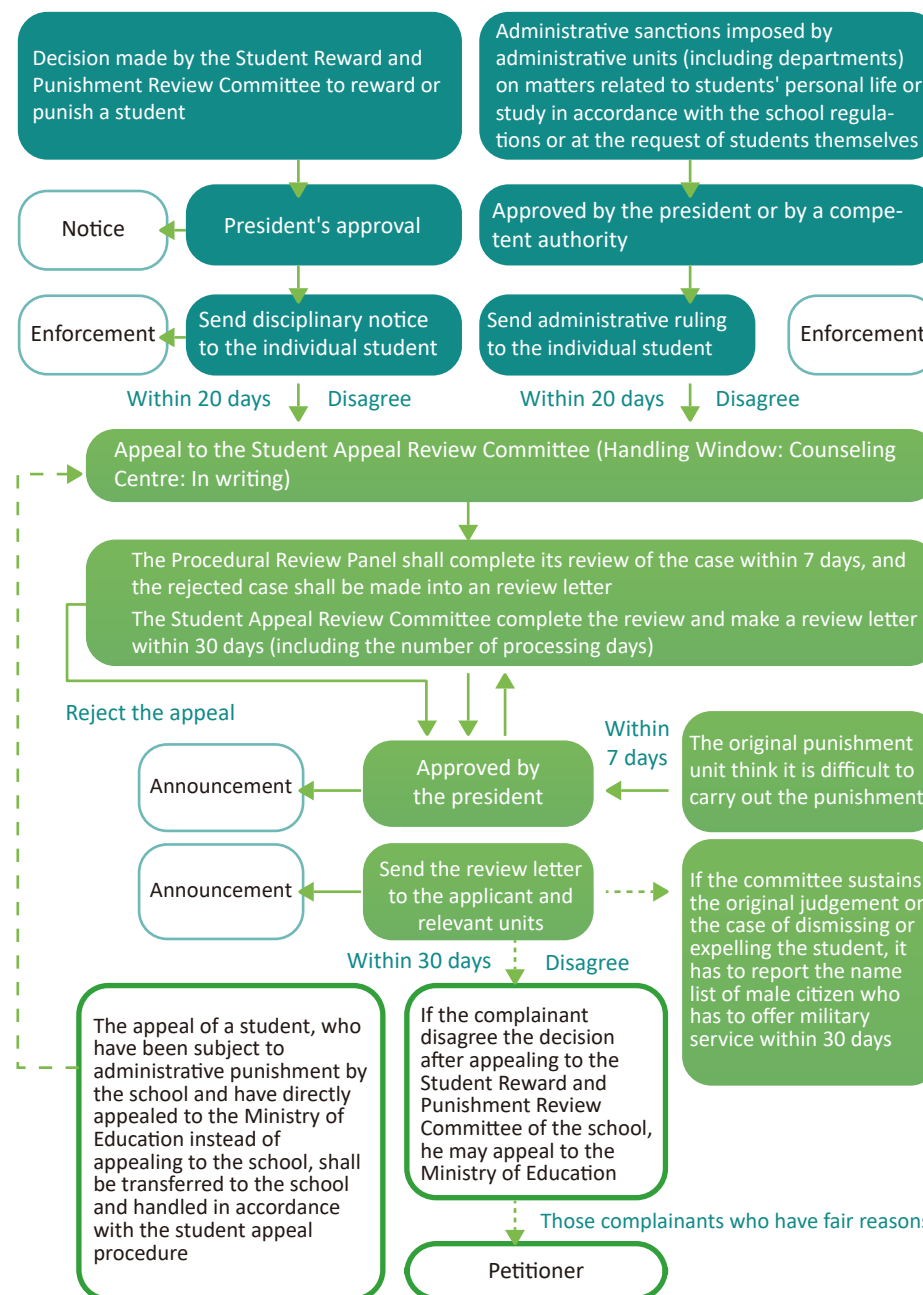 Decision made by the Student Reward and
Punishment Review Committee to reward or
punish a student
Administrative sanctions imposed by
administrative units (including departments)
on matters related to students' personal life or
study in accordance with the school regula-
tions or at the request of students themselves
Notice
President's approval
Approved by the president or by a compe-
tent authority
Enforcement
Send disciplinary notice
to the individual student
Send administrative ruling
to the individual student
Enforcement
Within 20 days
Disagree
Within 20 days
Disagree
Appeal to the Student Appeal Review Committee (Handling Window: Counseling
Centre: In writing)
The Procedural Review Panel shall complete its review of the case within 7 days, and
the rejected case shall be made into an review letter
The Student Appeal Review Committee complete the review and make a review letter
within 30 days (including the number of processing days)
Reject the appeal
Announcement
Approved by
the president
Within
7 days
The original punishment
unit think it is difficult to
carry out the punishment
Announcement
Send the review letter
to the applicant and
relevant units
If the committee sustains
the original judgement on
the case of dismissing or
expelling the student, it
has to report the name
list of male citizen who
has to offer military
service within 30 days
Within 30 days
Disagree
The appeal of a student, who
have been subject to
administrative punishment by
the school and have directly
appealed to the Ministry of
Education instead of
appealing to the school, shall
be transferred to the school
and handled in accordance
with the student appeal
procedure
If the complainant
disagree the decision
after appealing to the
Student Reward and
Punishment Review
Committee of the school,
he may appeal to the
Ministry of Education
Those complainants who have fair reasons
Petitioner